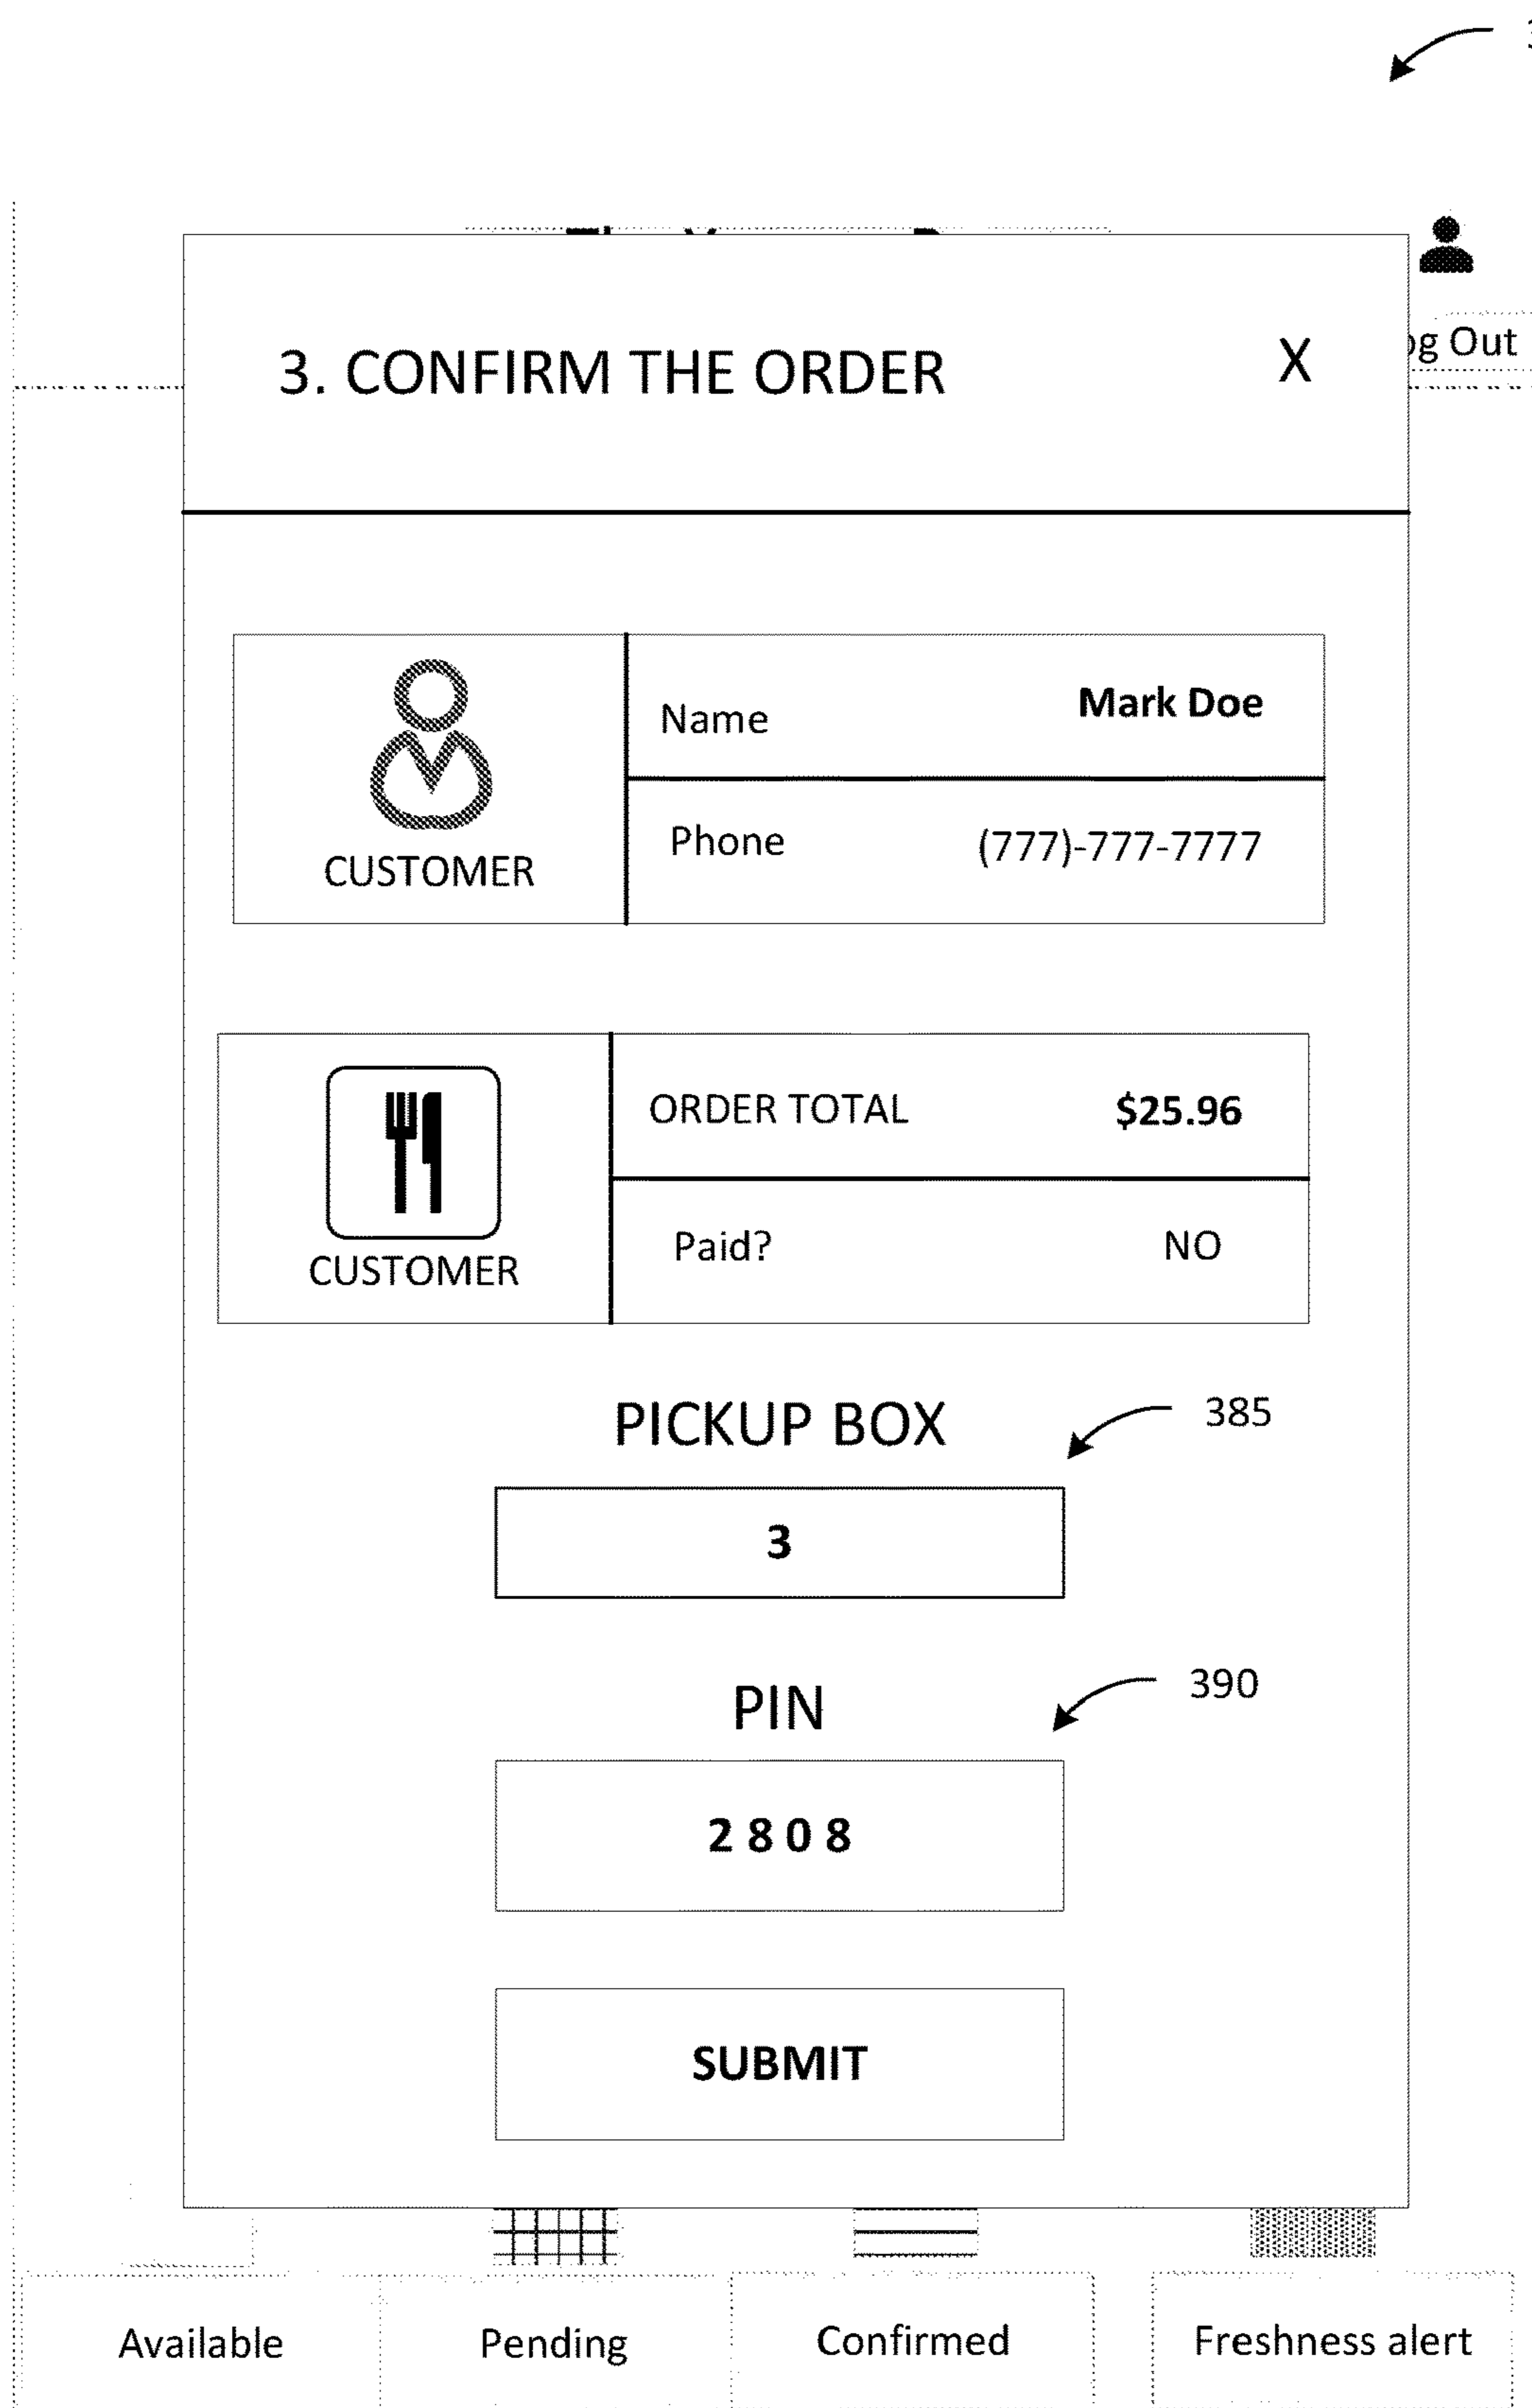 3. CONFIRM THE ORDER X
Out
CUSTOMER
Name Mark Doe
Phone (777)-777-7777
CUSTOMER
ORDER TOTAL $25.96
Paid? NO
PICKUP BOX 385
3
PIN 390
2 8 0 8
SUBMIT
Available Pending Confirmed Freshness alert